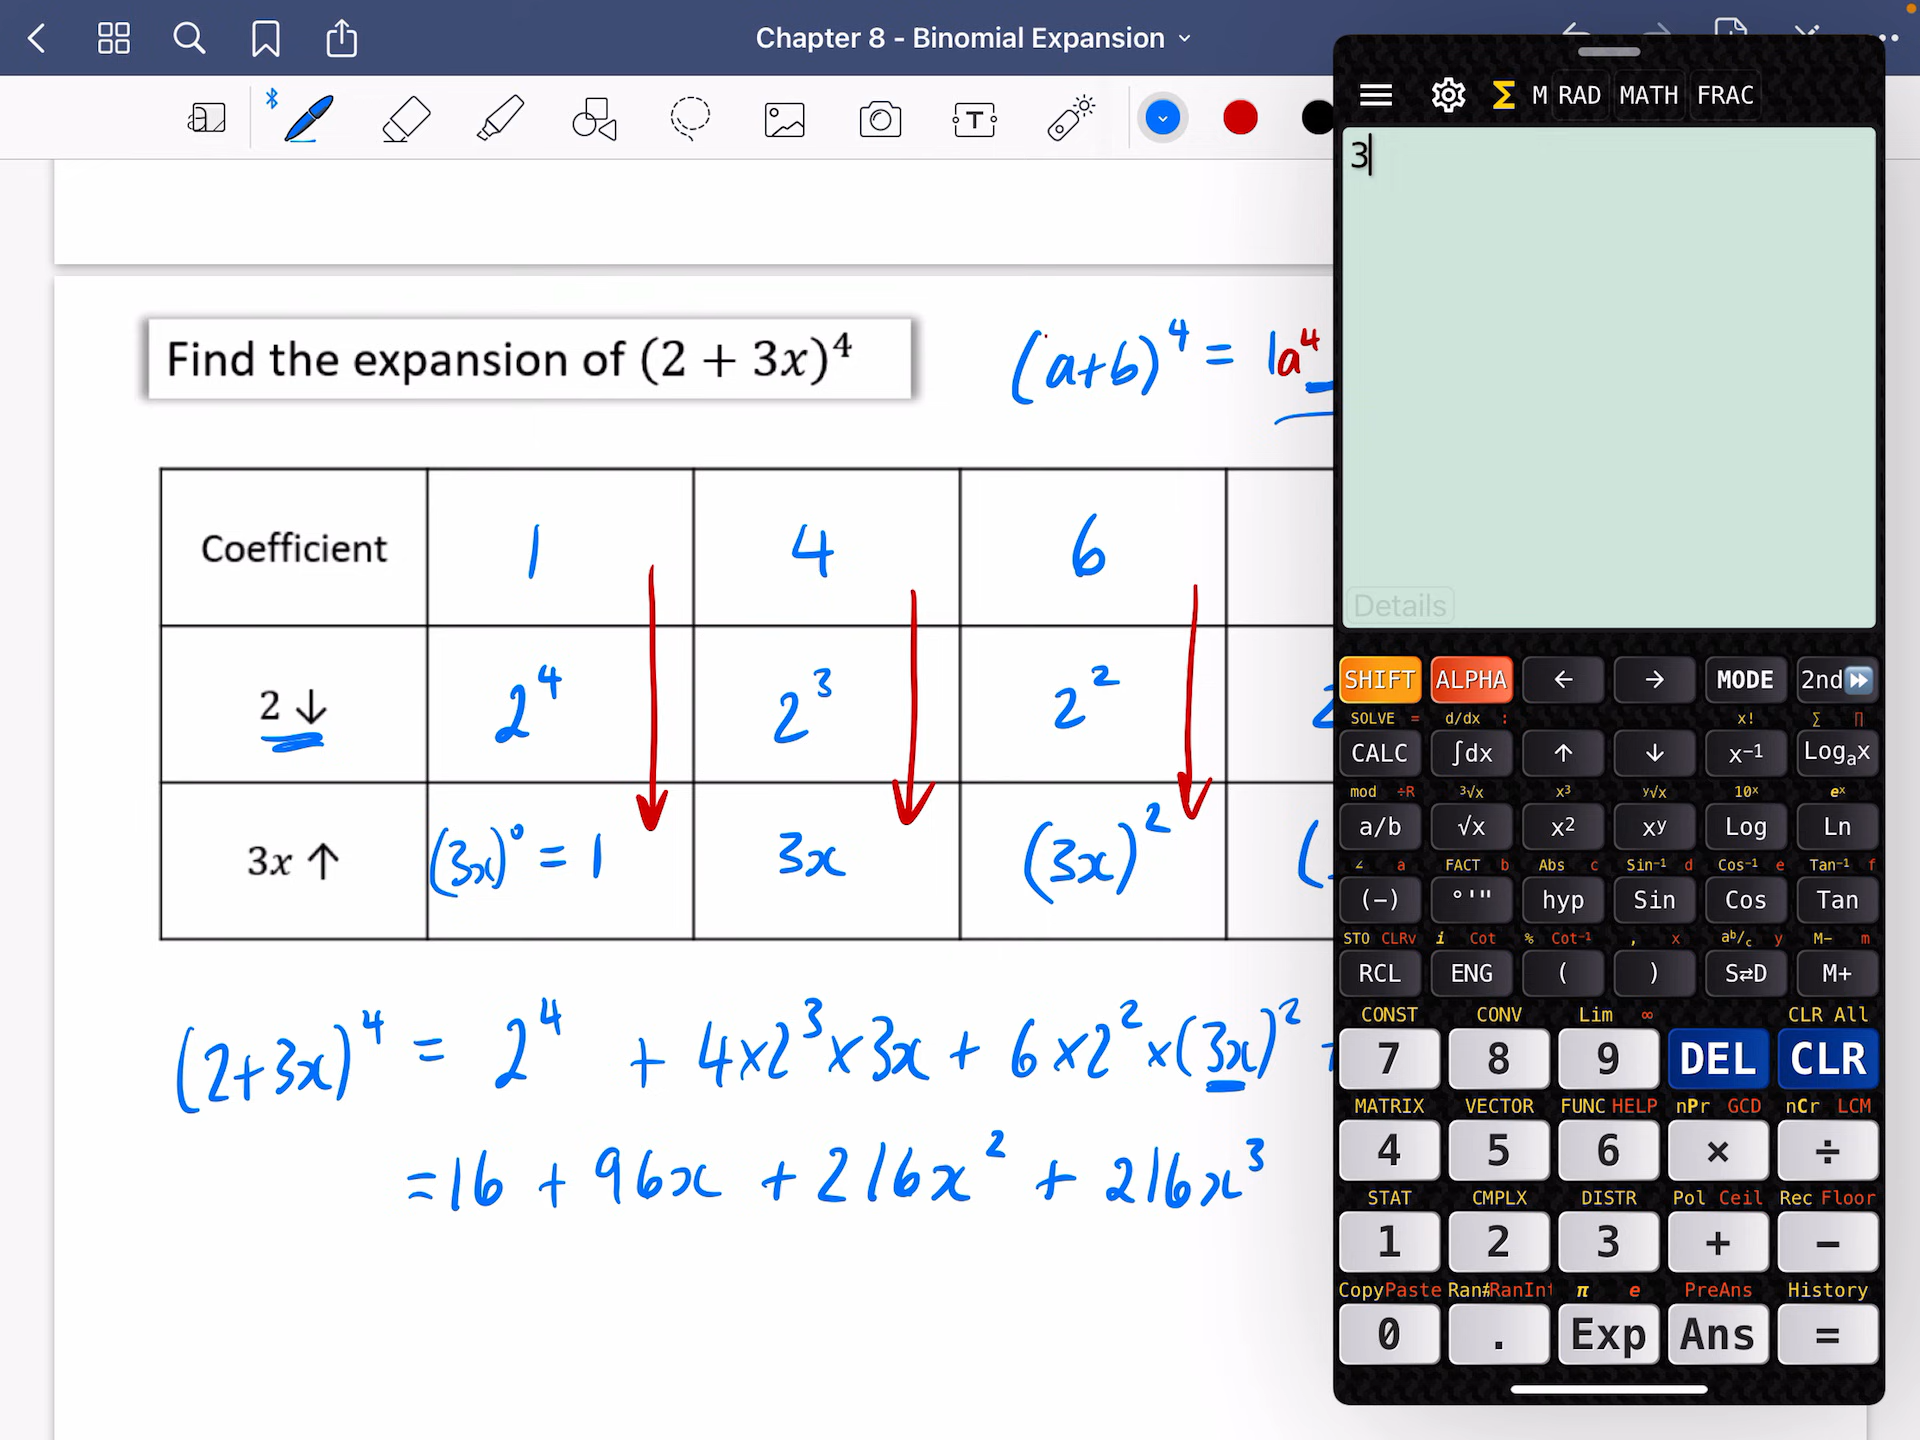 Chapter 8 - Binomial Expansion
M RAD MATH FRAC
3
Details
Find the expansion of (2 + 3x)⁴
(a+b)⁴ = 1a⁴
Coefficient 1 4 6
2 ↓ 2⁴ 2³ 2²
3x ↑ (3x)⁰ = 1 3x (3x)²
(2+3x)⁴ = 2⁴ + 4×2³×3x + 6×2²×(3x)²
=16 + 96x + 216x² + 216x³
SHIFT ALPHA ← → MODE 2nd
SOLVE = d/dx : x! ∑ ∏
CALC ∫dx ↑ ↓ x⁻¹ Logₐx
mod ÷R ³√x x³ ʸ√x 10ˣ eˣ
a/b √x x² xʸ Log Ln
∠ a FACT b Abs c Sin⁻¹ d Cos⁻¹ e Tan⁻¹ f
(−) °'" hyp Sin Cos Tan
STO CLRv i Cot % Cot⁻¹ , x aᵇ/c y M− m
RCL ENG ( ) S⇄D M+
CONST CONV Lim ∞ CLR All
7 8 9 DEL CLR
MATRIX VECTOR FUNC HELP nPr GCD nCr LCM
4 5 6 × ÷
STAT CMPLX DISTR Pol Ceil Rec Floor
1 2 3 + −
Copy Paste Ran# RanInt π e PreAns History
0 . Exp Ans =